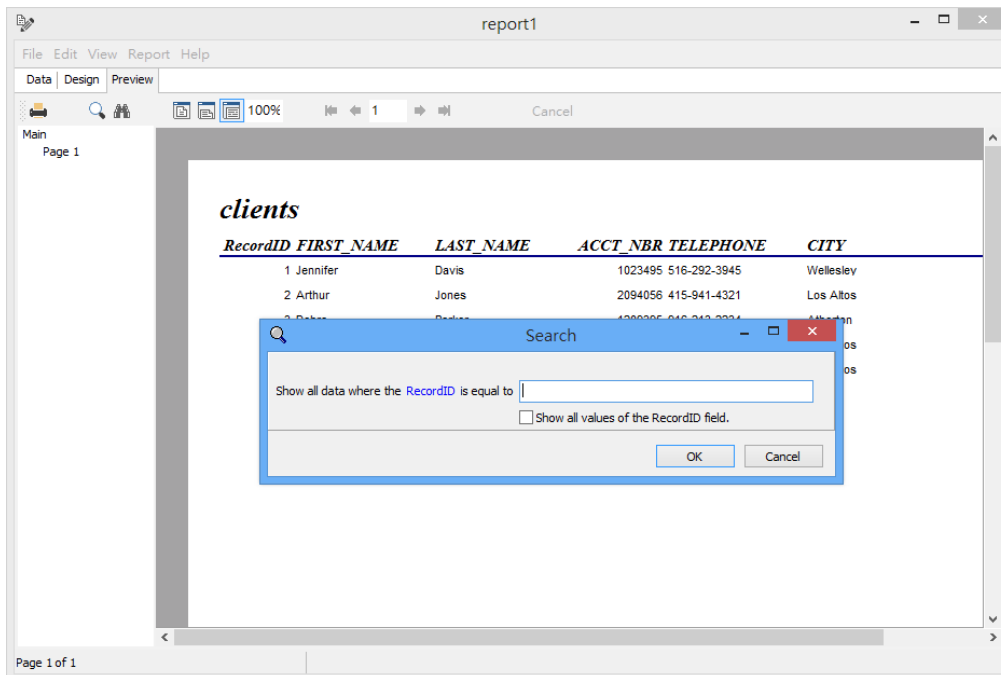 report1
File Edit View Report Help
Data Design Preview
100% 1 Cancel
Main
Page 1
clients
RecordID FIRST_NAME LAST_NAME ACCT_NBR TELEPHONE CITY
1 Jennifer Davis 1023495 516-292-3945 Wellesley
2 Arthur Jones 2094056 415-941-4321 Los Altos
Search
os
os
Show all data where the RecordID is equal to
Show all values of the RecordID field.
OK Cancel
Page 1 of 1